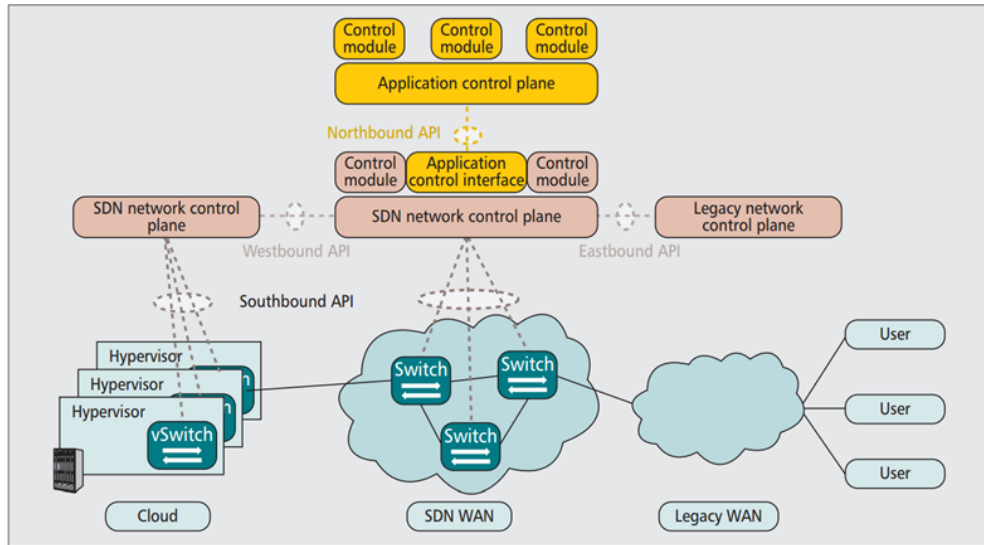 Control
module
Control
module
Control
module
Application control plane
Northbound API
Control
module
Application
control interface
Control
module
SDN network control
plane
SDN network control plane
Legacy network
control plane
Westbound API
Eastbound API
Southbound API
Hypervisor
Hypervisor
Hypervisor
vSwitch
Switch
Switch
Switch
User
User
User
Cloud
SDN WAN
Legacy WAN